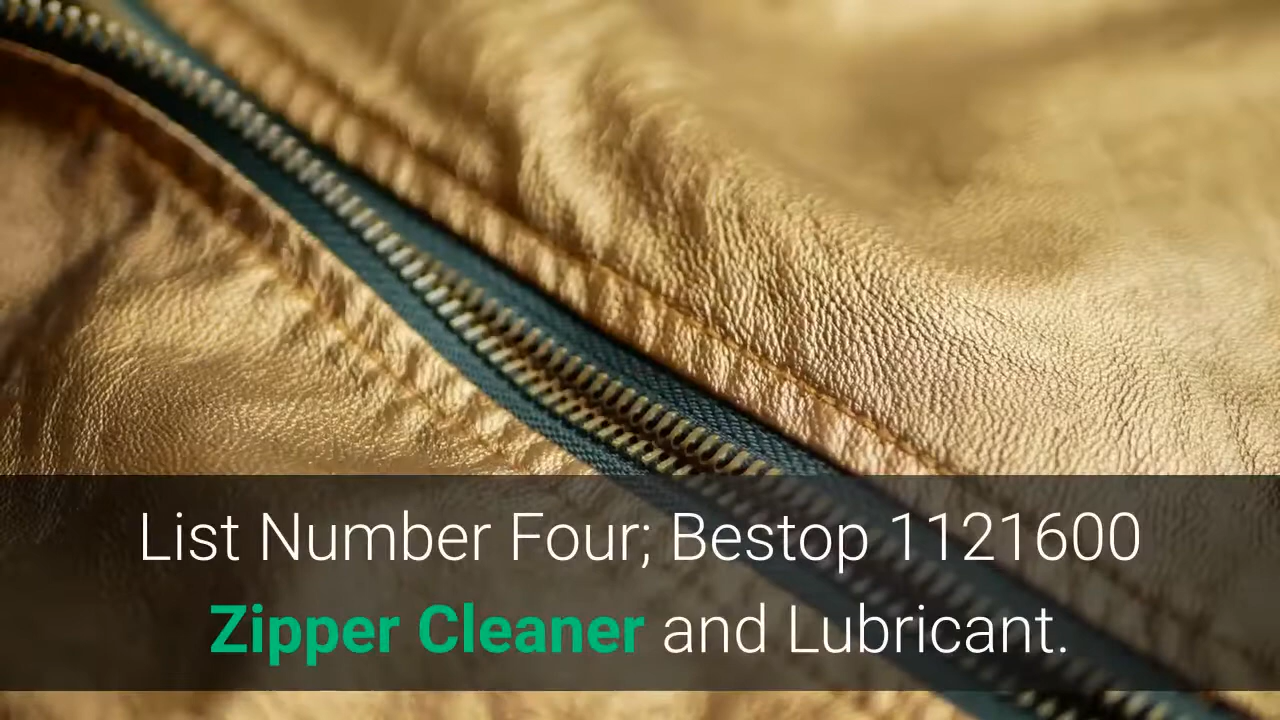 List Number Four; Bestop 1121600
Zipper Cleaner and Lubricant.